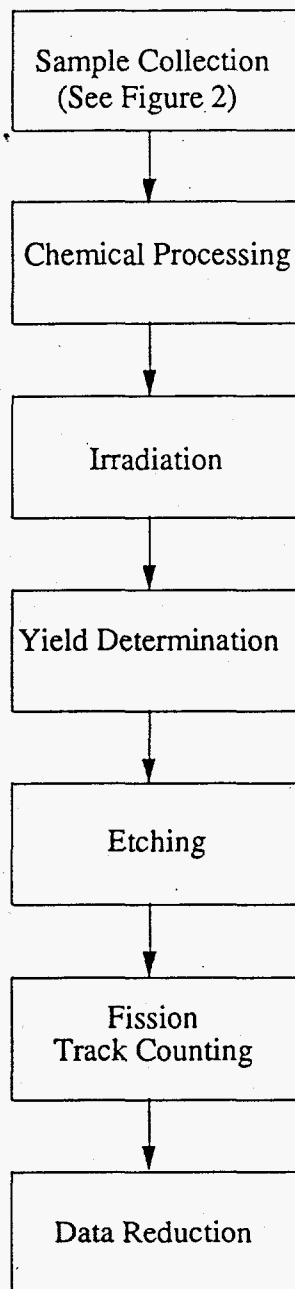 Sample Collection
(See Figure 2)
Chemical Processing
Irradiation
Yield Determination
Etching
Fission
Track Counting
Data Reduction